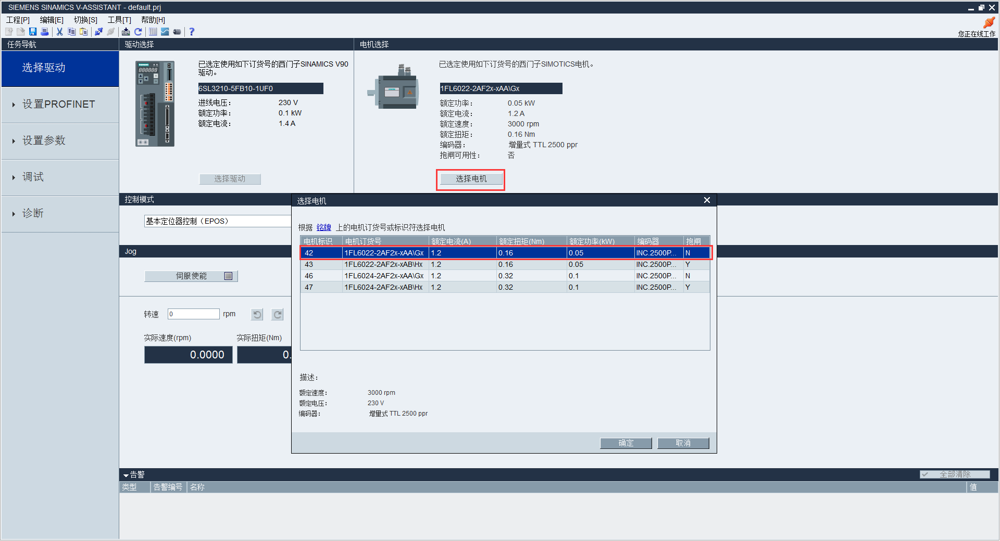 SIEMENS SINAMICS V-ASSISTANT - default.prj
工程[P] 编辑[E] 切换[S] 工具[T] 帮助[H]
您正在线工作
任务导航
选择驱动
设置PROFINET
设置参数
调试
诊断
驱动选择
已选定使用如下订货号的西门子SINAMICS V90
驱动。
6SL3210-5FB10-1UF0
进线电压： 230 V
额定功率： 0.1 kW
额定电流： 1.4 A
选择驱动
SIEMENS
888888
电机选择
已选定使用如下订货号的西门子SIMOTICS电机。
1FL6022-2AF2x-xAA\Gx
额定功率： 0.05 kW
额定电流： 1.2 A
额定速度： 3000 rpm
额定扭矩： 0.16 Nm
编码器： 增量式 TTL 2500 ppr
抱闸可用性： 否
选择电机
控制模式
基本定位器控制（EPOS）
Jog
伺服使能
转速 0 rpm
实际速度(rpm) 实际扭矩(Nm)
0.0000 0.
选择电机
根据 铭牌 上的电机订货号或标识符选择电机
电机标识 电机订货号 额定电流(A) 额定扭矩(Nm) 额定功率(kW) 编码器 抱闸
42 1FL6022-2AF2x-xAA\Gx 1.2 0.16 0.05 INC.2500P... N
43 1FL6022-2AF2x-xAB\Hx 1.2 0.16 0.05 INC.2500P... Y
46 1FL6024-2AF2x-xAA\Gx 1.2 0.32 0.1 INC.2500P... N
47 1FL6024-2AF2x-xAB\Hx 1.2 0.32 0.1 INC.2500P... Y
描述：
额定速度： 3000 rpm
额定电压： 230 V
编码器： 增量式 TTL 2500 ppr
确定 取消
告警 全部清除
类型 告警编号 名称 值